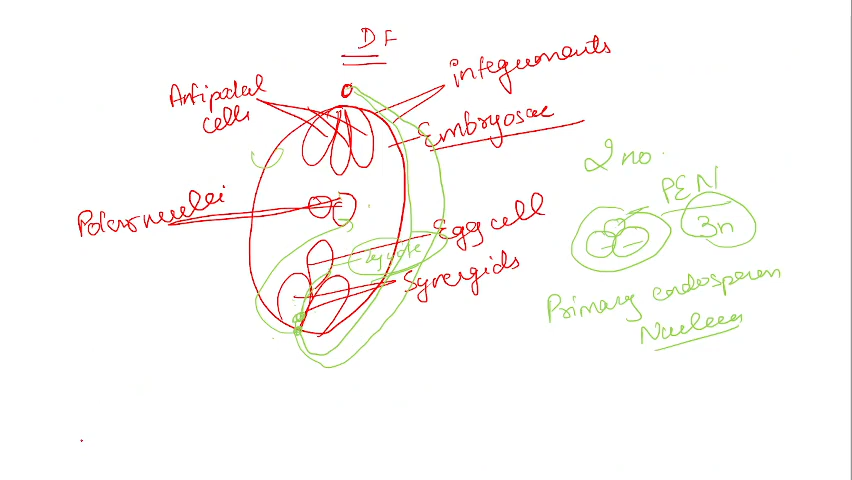 DF
integuments
Antipodal
cells
Embryosac
2 no.
PEN
3n
Polar nuclei
Egg cell
Zygote
Synergids
Primary endosperm
Nucleus